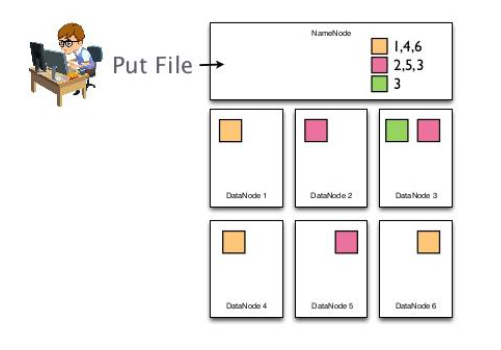 NameNode
1,4,6
Put File
2,5,3
3
DataNode 1
DataNode 2
DataNode 3
DataNode 4
DataNode 5
DataNode 6